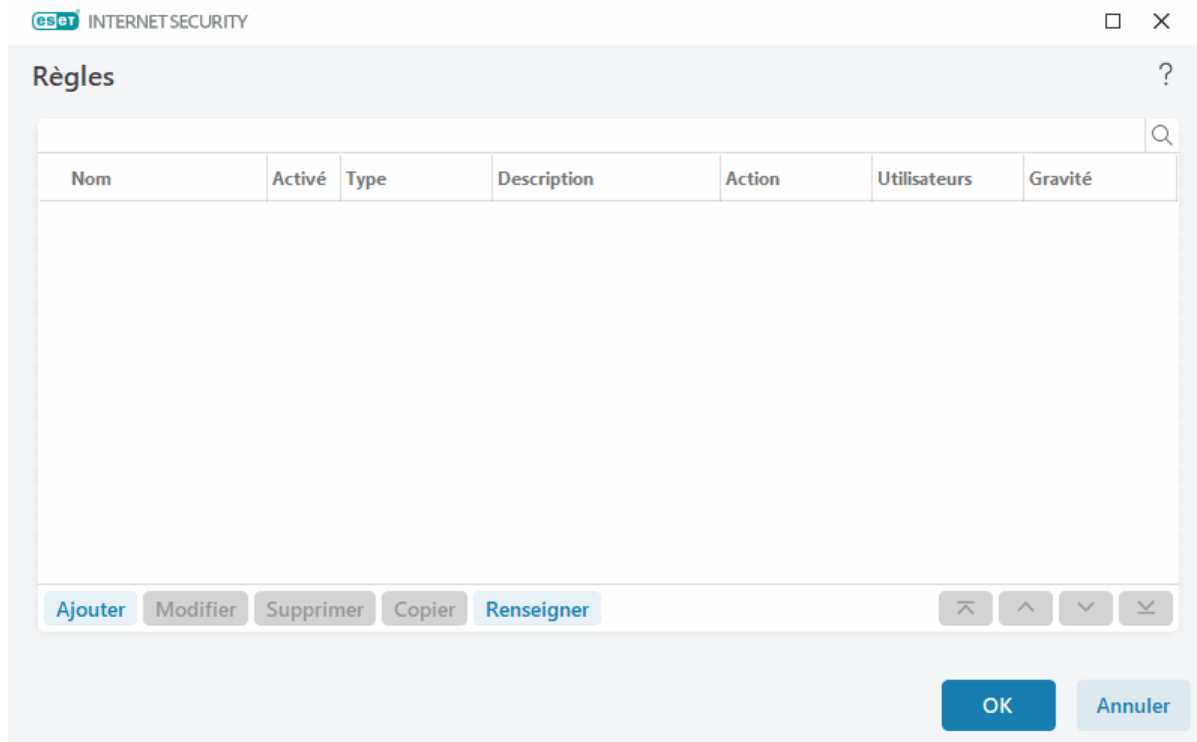 eset INTERNET SECURITY
Règles
?
Nom Activé Type Description Action Utilisateurs Gravité
Ajouter Modifier Supprimer Copier Renseigner
OK Annuler